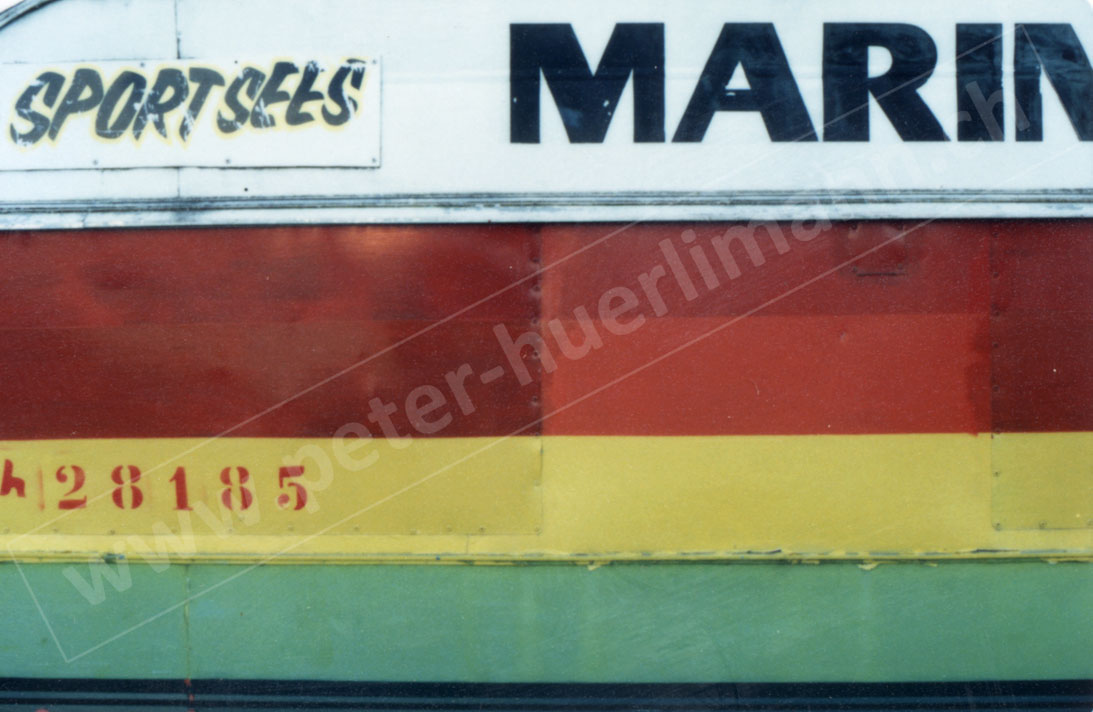 SPORTSEES
MARIN
h 28185
www.peter-huerlimann.ch